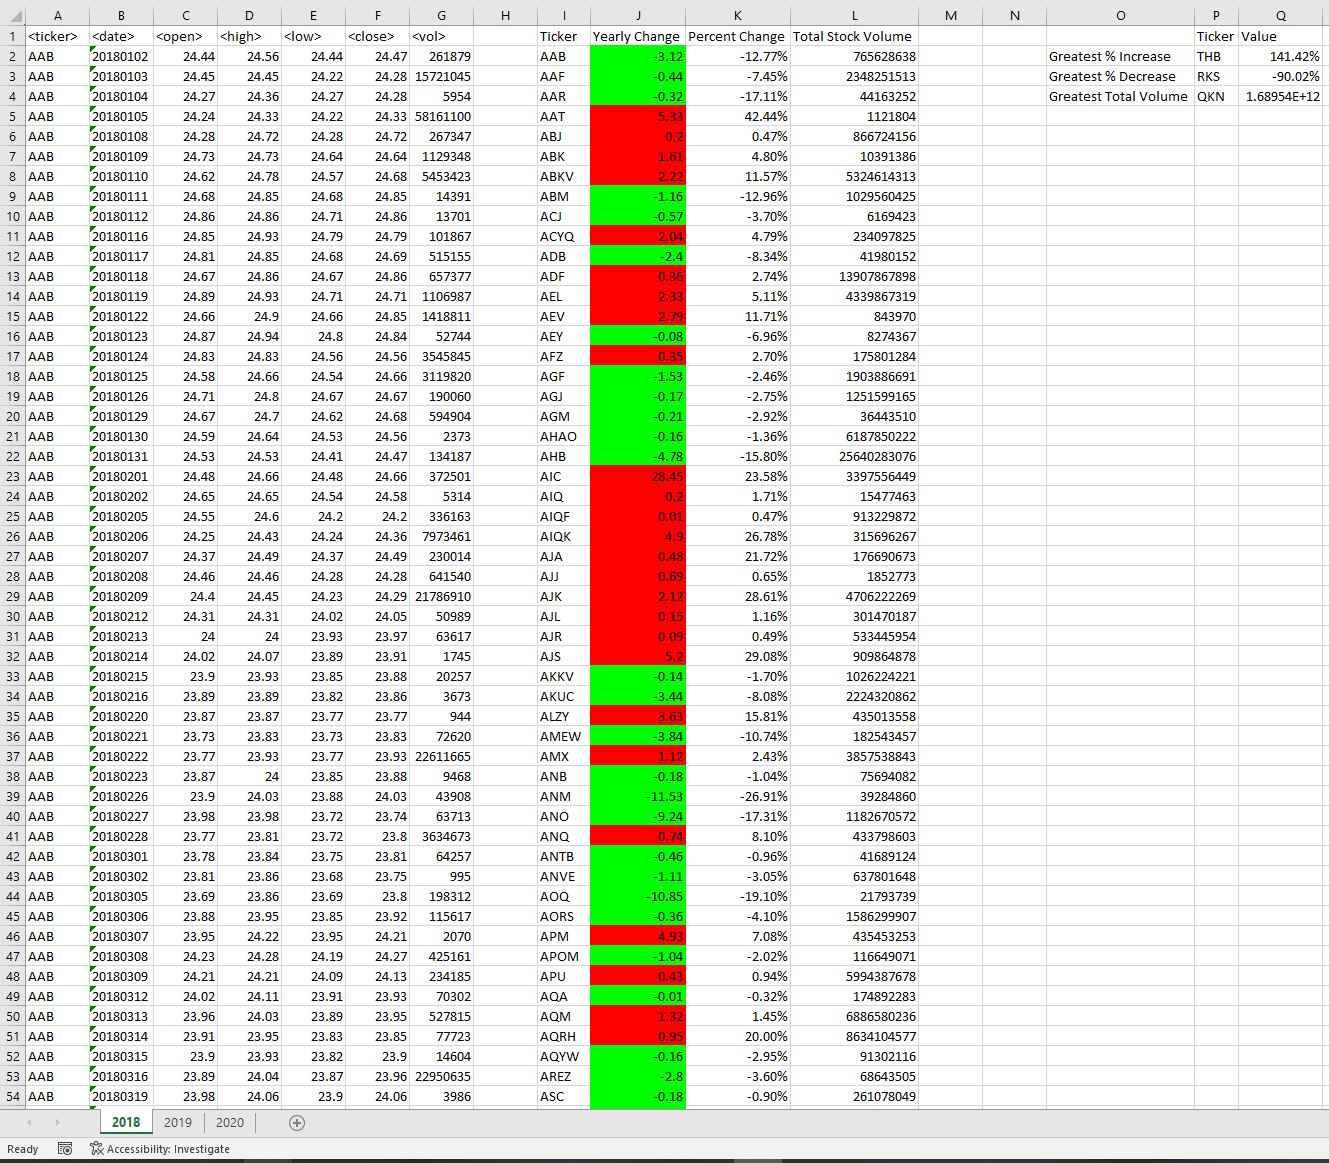 A B C D E F G H I J K L M N O P Q
1 <ticker> <date> <open> <high> <low> <close> <vol> Ticker Yearly Change Percent Change Total Stock Volume Ticker Value
2 AAB 20180102 24.44 24.56 24.44 24.47 261879 AAB -3.12 -12.77% 765628638 Greatest % Increase THB 141.42%
3 AAB 20180103 24.45 24.45 24.22 24.28 15721045 AAF -0.44 -7.45% 2348251513 Greatest % Decrease RKS -90.02%
4 AAB 20180104 24.27 24.36 24.27 24.28 5954 AAR -0.32 -17.11% 44163252 Greatest Total Volume QKN 1.68954E+12
5 AAB 20180105 24.24 24.33 24.22 24.33 58161100 AAT 5.33 42.44% 1121804
6 AAB 20180108 24.28 24.72 24.28 24.72 267347 ABJ 0.2 0.47% 866724156
7 AAB 20180109 24.73 24.73 24.64 24.64 1129348 ABK 1.61 4.80% 10391386
8 AAB 20180110 24.62 24.78 24.57 24.68 5453423 ABKV 2.22 11.57% 5324614313
9 AAB 20180111 24.68 24.85 24.68 24.85 14391 ABM -1.16 -12.96% 1029560425
10 AAB 20180112 24.86 24.86 24.71 24.86 13701 ACJ -0.57 -3.70% 6169423
11 AAB 20180116 24.85 24.93 24.79 24.79 101867 ACYQ 2.04 4.79% 234097825
12 AAB 20180117 24.81 24.85 24.68 24.69 515155 ADB -2.4 -8.34% 41980152
13 AAB 20180118 24.67 24.86 24.67 24.86 657377 ADF 0.36 2.74% 13907867898
14 AAB 20180119 24.89 24.93 24.71 24.71 1106987 AEL 2.33 5.11% 4339867319
15 AAB 20180122 24.66 24.9 24.66 24.85 1418811 AEV 2.79 11.71% 843970
16 AAB 20180123 24.87 24.94 24.8 24.84 52744 AEY -0.08 -6.96% 8274367
17 AAB 20180124 24.83 24.83 24.56 24.56 3545845 AFZ 0.35 2.70% 175801284
18 AAB 20180125 24.58 24.66 24.54 24.66 3119820 AGF -1.53 -2.46% 1903886691
19 AAB 20180126 24.71 24.8 24.67 24.67 190060 AGJ -0.17 -2.75% 1251599165
20 AAB 20180129 24.67 24.7 24.62 24.68 594904 AGM -0.21 -2.92% 36443510
21 AAB 20180130 24.59 24.64 24.53 24.56 2373 AHAO -0.16 -1.36% 6187850222
22 AAB 20180131 24.53 24.53 24.41 24.47 134187 AHB -4.78 -15.80% 25640283076
23 AAB 20180201 24.48 24.66 24.48 24.66 372501 AIC 28.45 23.58% 3397556449
24 AAB 20180202 24.65 24.65 24.54 24.58 5314 AIQ 0.2 1.71% 15477463
25 AAB 20180205 24.55 24.6 24.2 24.2 336163 AIQF 0.01 0.47% 913229872
26 AAB 20180206 24.25 24.43 24.24 24.36 7973461 AIQK 4.9 26.78% 315696267
27 AAB 20180207 24.37 24.49 24.37 24.49 230014 AJA 0.48 21.72% 176690673
28 AAB 20180208 24.46 24.46 24.28 24.28 641540 AJJ 0.69 0.65% 1852773
29 AAB 20180209 24.4 24.45 24.23 24.29 21786910 AJK 2.12 28.61% 4706222269
30 AAB 20180212 24.31 24.31 24.02 24.05 50989 AJL 0.15 1.16% 301470187
31 AAB 20180213 24 24 23.93 23.97 63617 AJR 0.09 0.49% 533445954
32 AAB 20180214 24.02 24.07 23.89 23.91 1745 AJS 5.2 29.08% 909864878
33 AAB 20180215 23.9 23.93 23.85 23.88 20257 AKKV -0.14 -1.70% 1026224221
34 AAB 20180216 23.89 23.89 23.82 23.86 3673 AKUC -3.44 -8.08% 2224320862
35 AAB 20180220 23.87 23.87 23.77 23.77 944 ALZY 3.63 15.81% 435013558
36 AAB 20180221 23.73 23.83 23.73 23.83 72620 AMEW -3.84 -10.74% 182543457
37 AAB 20180222 23.77 23.93 23.77 23.93 22611665 AMX 1.12 2.43% 3857538843
38 AAB 20180223 23.87 24 23.85 23.88 9468 ANB -0.18 -1.04% 75694082
39 AAB 20180226 23.9 24.03 23.88 24.03 43908 ANM -11.53 -26.91% 39284860
40 AAB 20180227 23.98 23.98 23.72 23.74 63713 ANO -9.24 -17.31% 1182670572
41 AAB 20180228 23.77 23.81 23.72 23.8 3634673 ANQ 0.74 8.10% 433798603
42 AAB 20180301 23.78 23.84 23.75 23.81 64257 ANTB -0.46 -0.96% 41689124
43 AAB 20180302 23.81 23.86 23.68 23.75 995 ANVE -1.11 -3.05% 637801648
44 AAB 20180305 23.69 23.86 23.69 23.8 198312 AOQ -10.85 -19.10% 21793739
45 AAB 20180306 23.88 23.95 23.85 23.92 115617 AORS -0.36 -4.10% 1586299907
46 AAB 20180307 23.95 24.22 23.95 24.21 2070 APM 4.93 7.08% 435453253
47 AAB 20180308 24.23 24.28 24.19 24.27 425161 APOM -1.04 -2.02% 116649071
48 AAB 20180309 24.21 24.21 24.09 24.13 234185 APU 0.43 0.94% 5994387678
49 AAB 20180312 24.02 24.11 23.91 23.93 70302 AQA -0.01 -0.32% 174892283
50 AAB 20180313 23.96 24.03 23.89 23.95 527815 AQM 1.32 1.45% 6886580236
51 AAB 20180314 23.91 23.95 23.83 23.85 77723 AQRH 0.95 20.00% 8634104577
52 AAB 20180315 23.9 23.93 23.82 23.9 14604 AQYW -0.16 -2.95% 91302116
53 AAB 20180316 23.89 24.04 23.87 23.96 22950635 AREZ -2.8 -3.60% 68643505
54 AAB 20180319 23.98 24.06 23.9 24.06 3986 ASC -0.18 -0.90% 261078049
2018 2019 2020
Ready Accessibility: Investigate